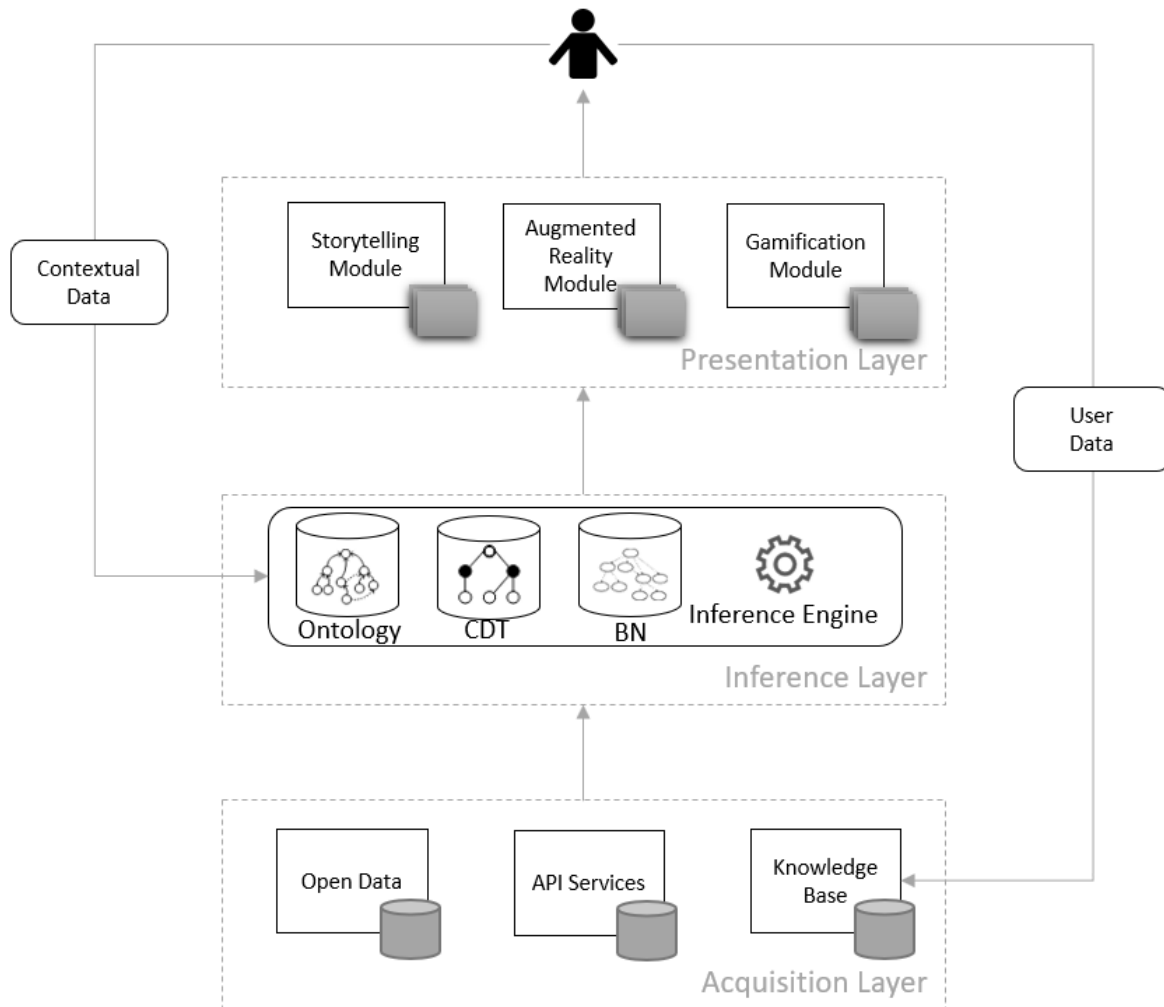 Storytelling
Module
Augmented
Reality
Module
Gamification
Module
Contextual
Data
Presentation Layer
User
Data
Ontology
CDT
BN
Inference Engine
Inference Layer
Open Data
API Services
Knowledge
Base
Acquisition Layer